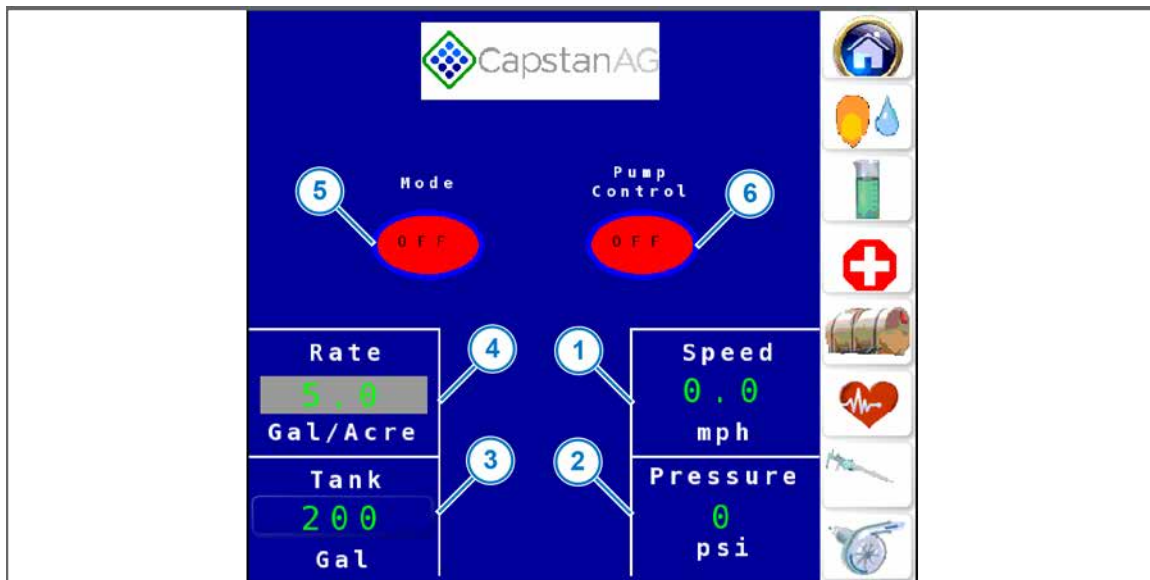 CapstanAG
Mode
Pump
Control
5
6
OFF
OFF
4
1
Rate
5.0
Gal/Acre
Speed
0.0
mph
3
2
Tank
200
Gal
Pressure
0
psi